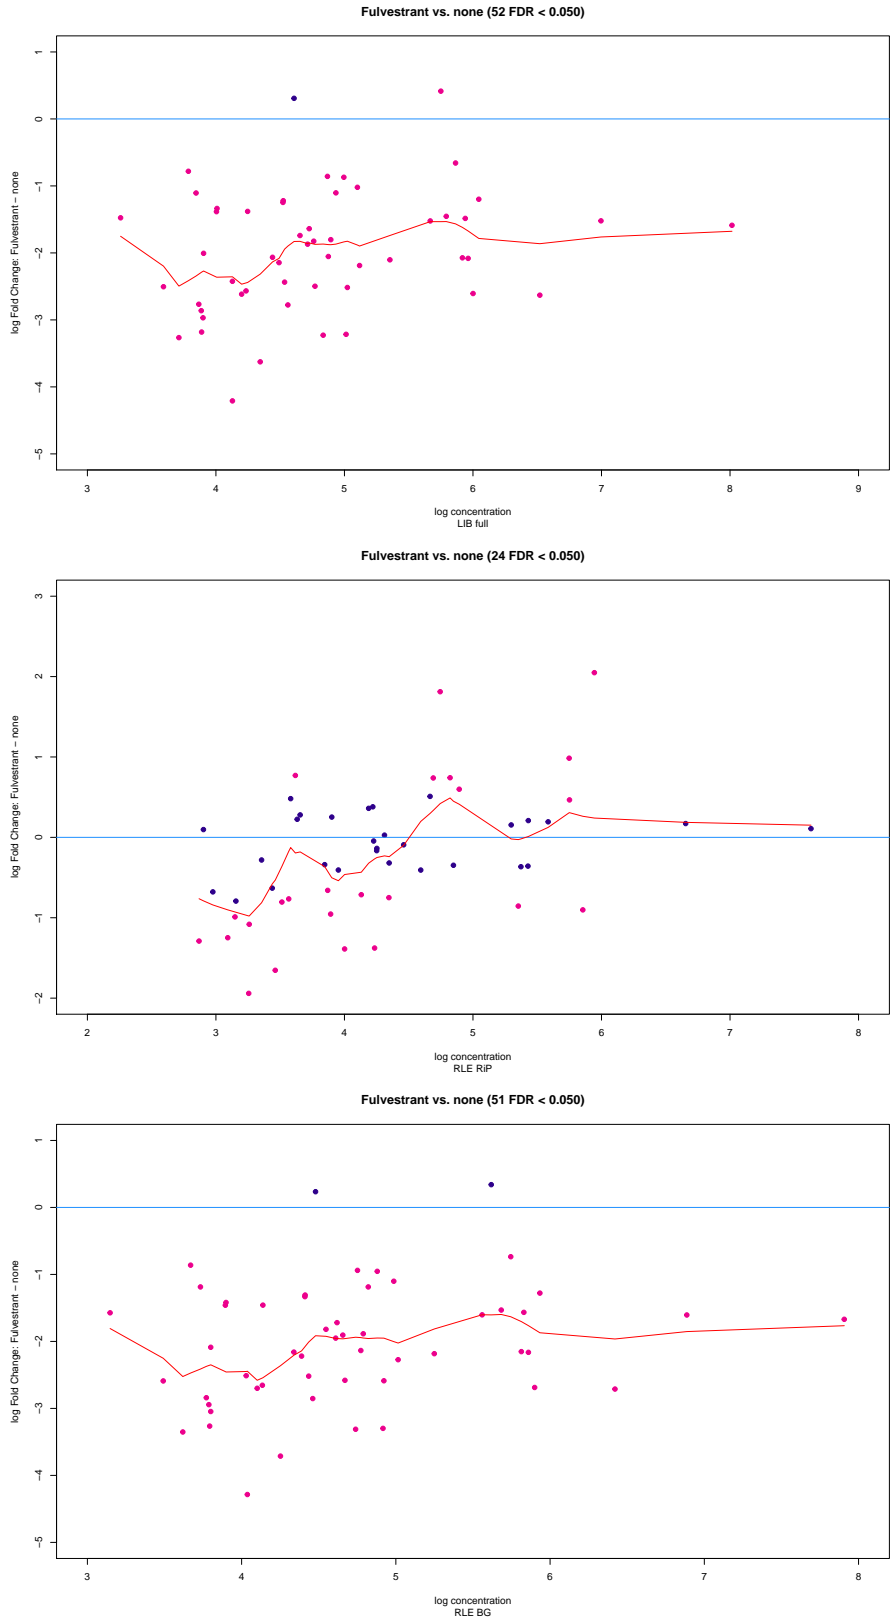 Fulvestrant vs. none (52 FDR < 0.050)
log Fold Change: Fulvestrant − none
1
0
−1
−2
−3
−4
−5
3 4 5 6 7 8 9
log concentration
LIB full
Fulvestrant vs. none (24 FDR < 0.050)
log Fold Change: Fulvestrant − none
3
2
1
0
−1
−2
2 3 4 5 6 7 8
log concentration
RLE RiP
Fulvestrant vs. none (51 FDR < 0.050)
log Fold Change: Fulvestrant − none
1
0
−1
−2
−3
−4
−5
3 4 5 6 7 8
log concentration
RLE BG